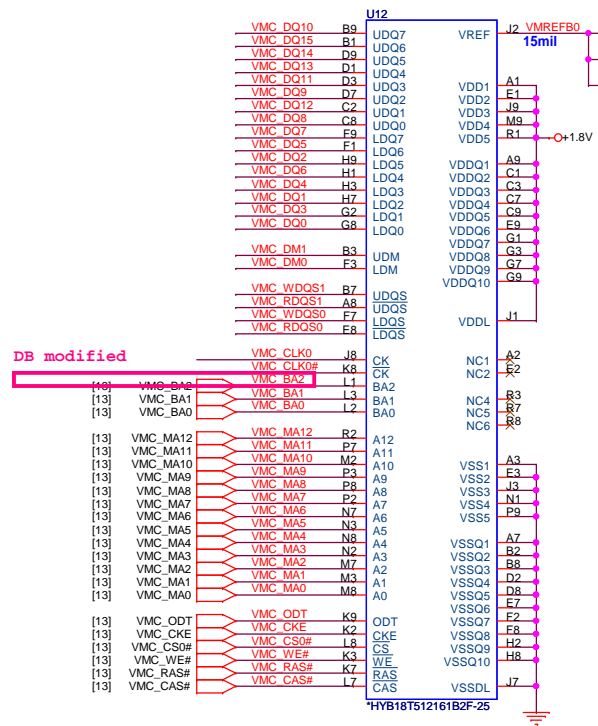 U12
VMC_DQ10 B9 UDQ7 VREF J2 VMREFB0
VMC_DQ15 B1 UDQ6 15mil
VMC_DQ14 D9 UDQ5
VMC_DQ13 D1 UDQ4
VMC_DQ11 D3 UDQ3 VDD1 A1
VMC_DQ9 D7 UDQ2 VDD2 E1
VMC_DQ12 C2 UDQ1 VDD3 J9
VMC_DQ8 C8 UDQ0 VDD4 M9
VMC_DQ7 F9 LDQ7 VDD5 R1 +1.8V
VMC_DQ5 F1 LDQ6
VMC_DQ2 H9 LDQ5 VDDQ1 A9
VMC_DQ6 H1 LDQ4 VDDQ2 C1
VMC_DQ4 H3 LDQ3 VDDQ3 C3
VMC_DQ1 H7 LDQ2 VDDQ4 C7
VMC_DQ3 G2 LDQ1 VDDQ5 C9
VMC_DQ0 G8 LDQ0 VDDQ6 E9
VDDQ7 G1
VMC_DM1 B3 UDM VDDQ8 G3
VMC_DM0 F3 LDM VDDQ9 G7
VDDQ10 G9
VMC_WDQS1 B7 UDQS
VMC_RDQS1 A8 UDQS
VMC_WDQS0 F7 LDQS VDDL J1
VMC_RDQS0 E8 LDQS
DB modified
VMC_CLK0 J8 CK NC1 A2
VMC_CLK0# K8 CK NC2 E2
[13] VMC_BA2 VMC_BA2 L1 BA2
[13] VMC_BA1 VMC_BA1 L3 BA1 NC4 R3
[13] VMC_BA0 VMC_BA0 L2 BA0 NC5 R7
NC6 R8
[13] VMC_MA12 VMC_MA12 R2 A12
[13] VMC_MA11 VMC_MA11 P7 A11
[13] VMC_MA10 VMC_MA10 M2 A10 VSS1 A3
[13] VMC_MA9 VMC_MA9 P3 A9 VSS2 E3
[13] VMC_MA8 VMC_MA8 P8 A8 VSS3 J3
[13] VMC_MA7 VMC_MA7 P2 A7 VSS4 N1
[13] VMC_MA6 VMC_MA6 N7 A6 VSS5 P9
[13] VMC_MA5 VMC_MA5 N3 A5
[13] VMC_MA4 VMC_MA4 N8 A4 VSSQ1 A7
[13] VMC_MA3 VMC_MA3 N2 A3 VSSQ2 B2
[13] VMC_MA2 VMC_MA2 M7 A2 VSSQ3 B8
[13] VMC_MA1 VMC_MA1 M3 A1 VSSQ4 D2
[13] VMC_MA0 VMC_MA0 M8 A0 VSSQ5 D8
VSSQ6 E7
[13] VMC_ODT VMC_ODT K9 ODT VSSQ7 F2
[13] VMC_CKE VMC_CKE K2 CKE VSSQ8 F8
[13] VMC_CS0# VMC_CS0# L8 CS VSSQ9 H2
[13] VMC_WE# VMC_WE# K3 WE VSSQ10 H8
[13] VMC_RAS# VMC_RAS# K7 RAS
[13] VMC_CAS# VMC_CAS# L7 CAS VSSDL J7
*HYB18T512161B2F-25